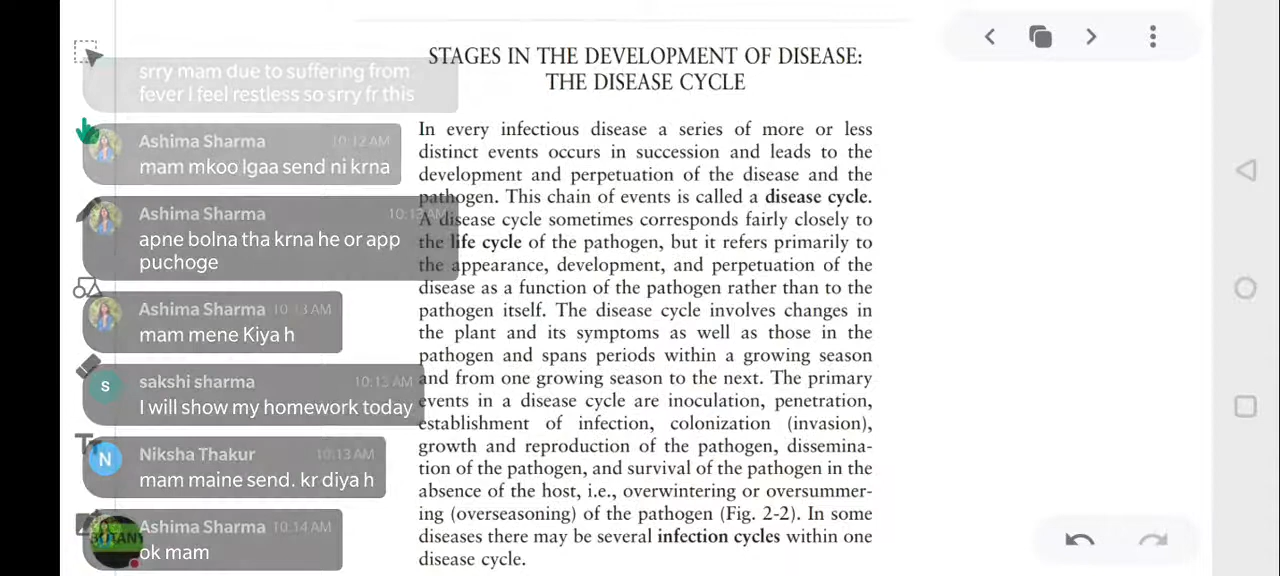 srry mam due to suffering from
fever I feel restless so srry fr this
Ashima Sharma 10:12 AM
mam mkoo lgaa send ni krna
Ashima Sharma 10:13 AM
apne bolna tha krna he or app
puchoge
Ashima Sharma 10:13 AM
mam mene Kiya h
S
sakshi sharma 10:13 AM
I will show my homework today
Tт
N
Niksha Thakur 10:13 AM
mam maine send. kr diya h
Ashima Sharma 10:14 AM
BOTANY
ok mam
STAGES IN THE DEVELOPMENT OF DISEASE:
THE DISEASE CYCLE
In every infectious disease a series of more or less
distinct events occurs in succession and leads to the
development and perpetuation of the disease and the
pathogen. This chain of events is called a disease cycle.
A disease cycle sometimes corresponds fairly closely to
the life cycle of the pathogen, but it refers primarily to
the appearance, development, and perpetuation of the
disease as a function of the pathogen rather than to the
pathogen itself. The disease cycle involves changes in
the plant and its symptoms as well as those in the
pathogen and spans periods within a growing season
and from one growing season to the next. The primary
events in a disease cycle are inoculation, penetration,
establishment of infection, colonization (invasion),
growth and reproduction of the pathogen, dissemina-
tion of the pathogen, and survival of the pathogen in the
absence of the host, i.e., overwintering or oversummer-
ing (overseasoning) of the pathogen (Fig. 2-2). In some
diseases there may be several infection cycles within one
disease cycle.